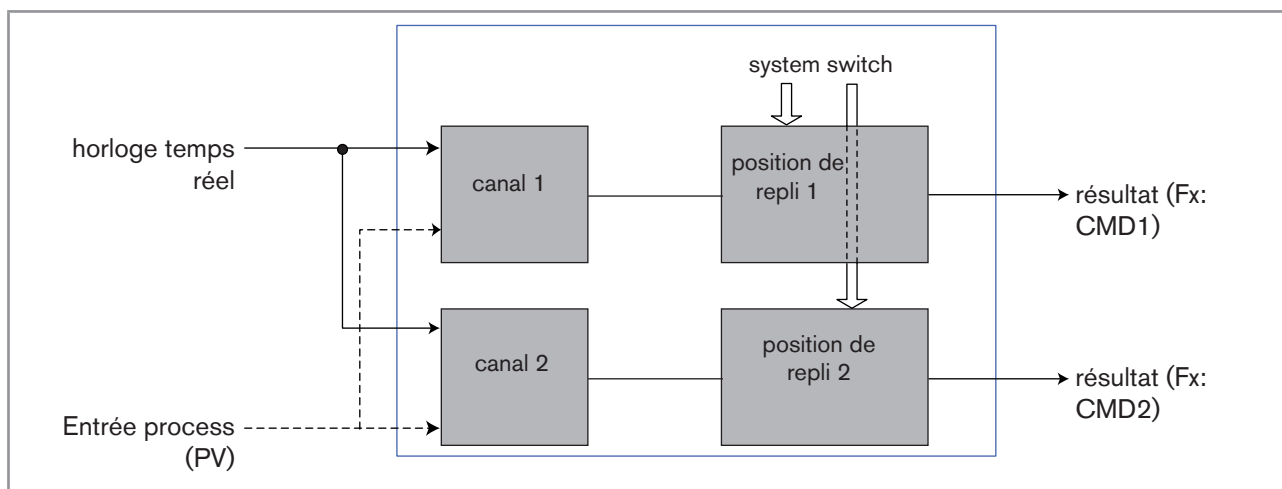 system switch
horloge temps
réel
canal 1
position de
repli 1
résultat (Fx:
CMD1)
canal 2
position de
repli 2
résultat (Fx:
CMD2)
Entrée process
(PV)